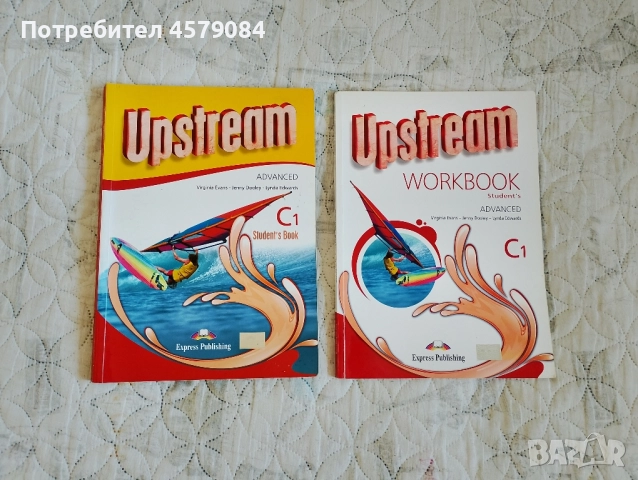 Потребител 4579084
Upstream
ADVANCED
Virginia Evans - Jenny Dooley - Lynda Edwards
C1
Student's Book
Express Publishing
Upstream
WORKBOOK
Student's
ADVANCED
Virginia Evans - Jenny Dooley - Lynda Edwards
C1
Express Publishing
BAZAR